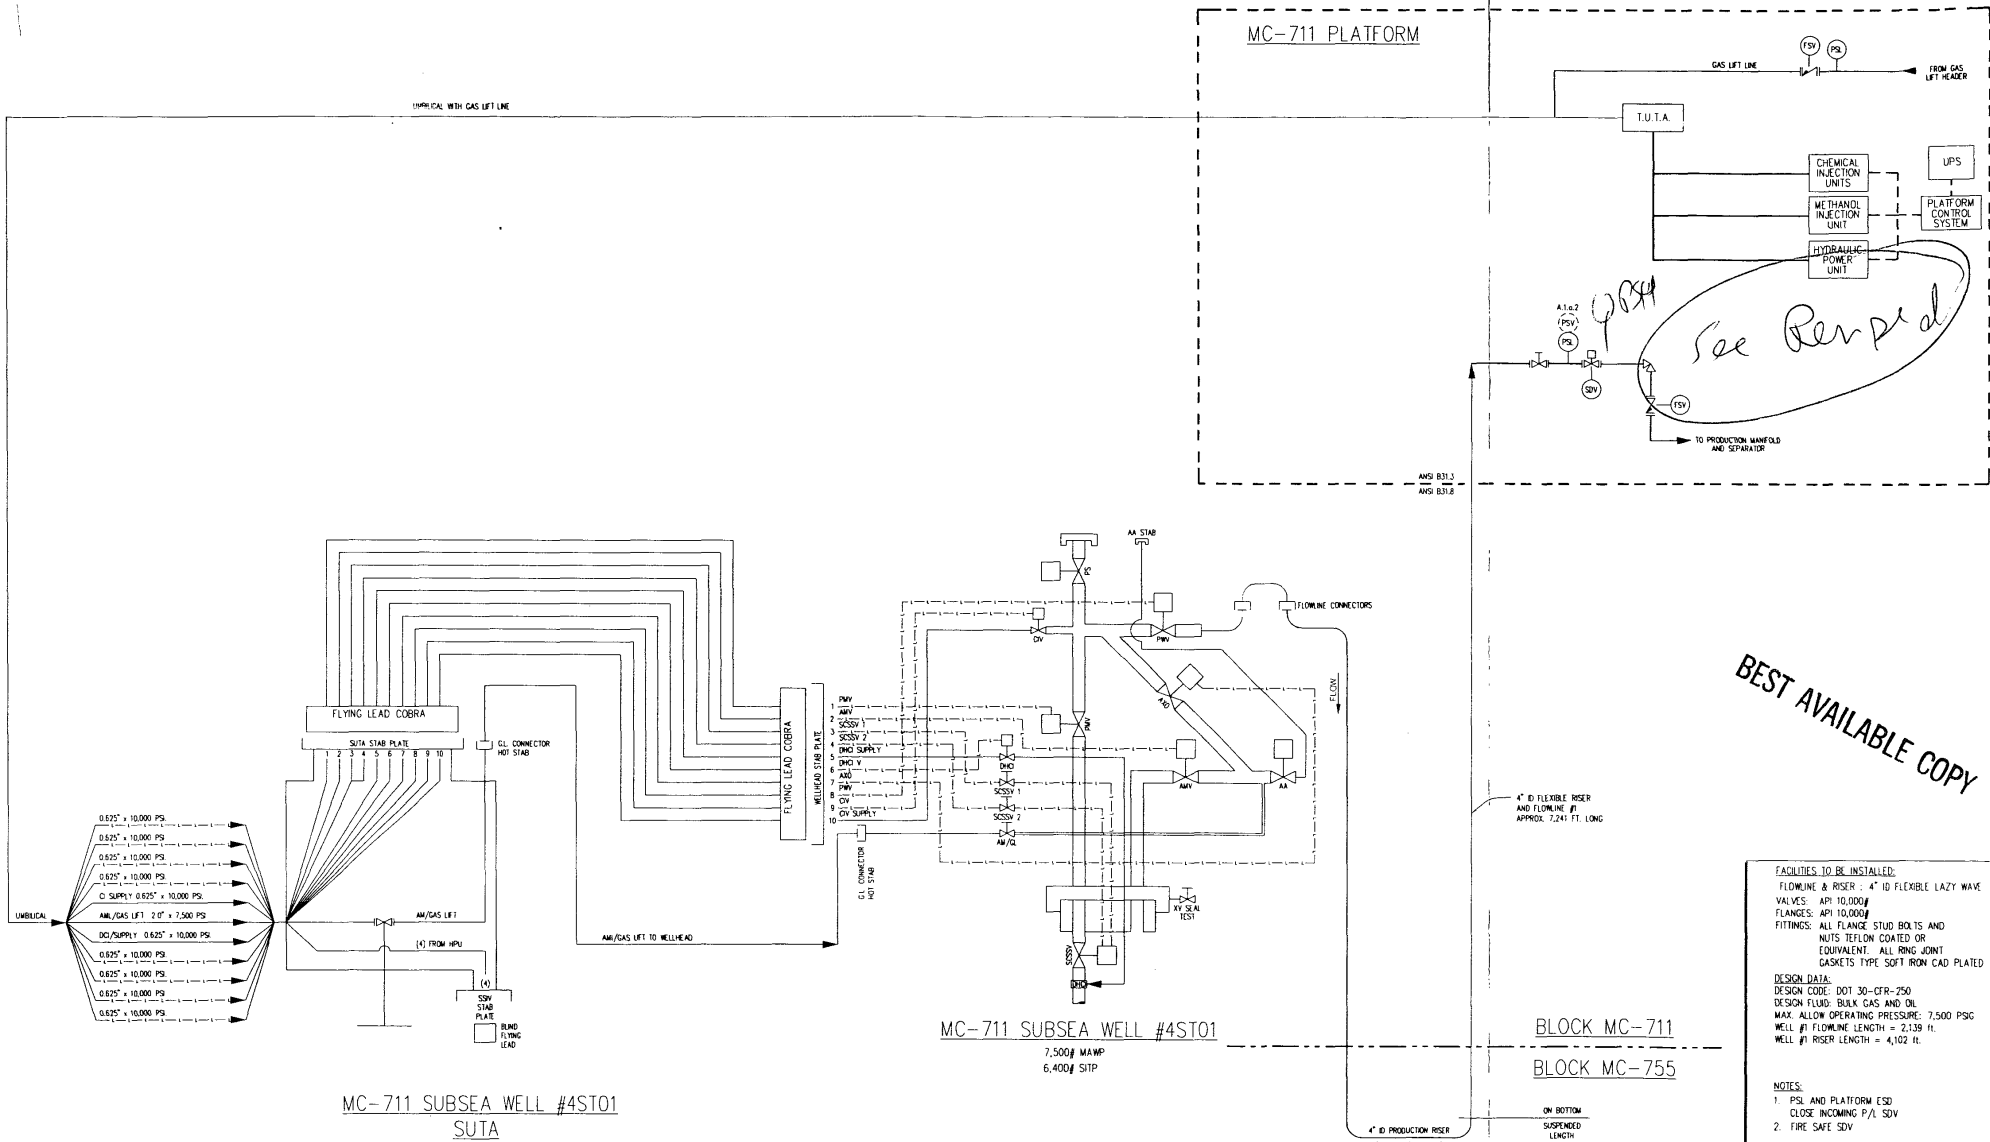 MC-711 PLATFORM
FSV
PSL
GAS LIFT LINE
FROM GAS
LIFT HEADER
UMBILICAL WITH GAS LIFT LINE
T.U.T.A.
CHEMICAL
INJECTION
UNITS
UPS
METHANOL
INJECTION
UNIT
PLATFORM
CONTROL
SYSTEM
HYDRAULIC
POWER
UNIT
A.1.a.2
(PSV)
PSL
PSH
See
SDV
FSV
TO PRODUCTION MANIFOLD
AND SEPARATOR
ANSI B31.3
ANSI B31.8
AA STAB
PS
FLOWLINE CONNECTORS
CIV
PWV
FLOW
BEST AVAILABLE COPY
FLYING LEAD COBRA
SUTA STAB PLATE
1 2 3 4 5 6 7 8 9 10
G.L. CONNECTOR
HOT STAB
FLYING LEAD COBRA
WELLHEAD STAB PLATE
PMV
1
AMV
2
SCSSV 1
3
SCSSV 2
4
DHCI SUPPLY
5
DHCI V
6
AXO
7
PWV
8
CIV
9
CIV SUPPLY
10
AXO
PMV
DHCI
SCSSV 1
SCSSV 2
AM/GL
AMV
AA
G.L. CONNECTOR
HOT STAB
XV SEAL
TEST
SCSSV
DHCI
4" ID FLEXIBLE RISER
AND FLOWLINE #1
APPROX. 7,241 FT. LONG
0.625" x 10,000 PSI.
0.625" x 10,000 PSI.
0.625" x 10,000 PSI.
0.625" x 10,000 PSI.
CI SUPPLY 0.625" x 10,000 PSI.
UMBILICAL
AML/GAS LIFT 2.0" x 7,500 PSI
DCI/SUPPLY 0.625" x 10,000 PSI.
0.625" x 10,000 PSI.
0.625" x 10,000 PSI.
0.625" x 10,000 PSI
0.625" x 10,000 PSI.
AM/GAS LIFT
(4) FROM HPU
AMI/GAS LIFT TO WELLHEAD
(4)
SSIV
STAB
PLATE
BLIND
FLYING
LEAD
MC-711 SUBSEA WELL #4ST01
SUTA
MC-711 SUBSEA WELL #4ST01
7,500# MAWP
6,400# SITP
BLOCK MC-711
BLOCK MC-755
ON BOTTOM
SUSPENDED
LENGTH
4" ID PRODUCTION RISER
FACILITIES TO BE INSTALLED:
FLOWLINE & RISER : 4" ID FLEXIBLE LAZY WAVE
VALVES: API 10,000#
FLANGES: API 10,000#
FITTINGS: ALL FLANGE STUD BOLTS AND
NUTS TEFLON COATED OR
EQUIVALENT. ALL RING JOINT
GASKETS TYPE SOFT IRON CAD PLATED
DESIGN DATA:
DESIGN CODE: DOT 30-CFR-250
DESIGN FLUID: BULK GAS AND OIL
MAX. ALLOW OPERATING PRESSURE: 7,500 PSIG
WELL #1 FLOWLINE LENGTH = 2,139 ft.
WELL #1 RISER LENGTH = 4,102 ft.
NOTES:
1. PSL AND PLATFORM ESD
CLOSE INCOMING P/L SDV
2. FIRE SAFE SDV